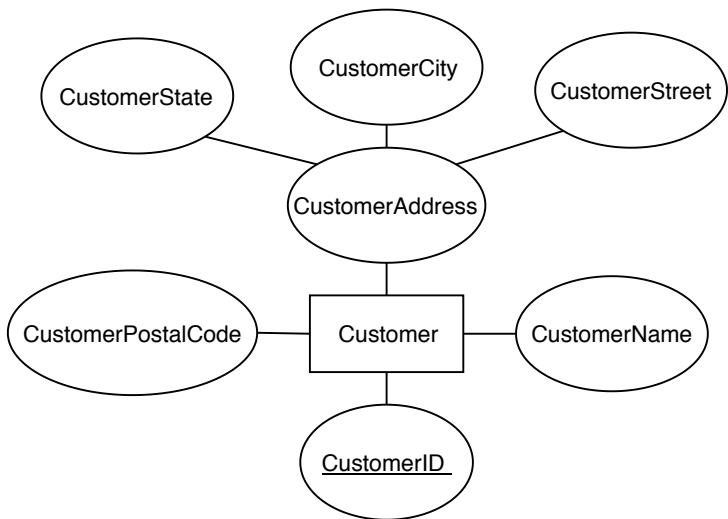 CustomerCity
CustomerState
CustomerStreet
CustomerAddress
CustomerPostalCode
Customer
CustomerName
CustomerID